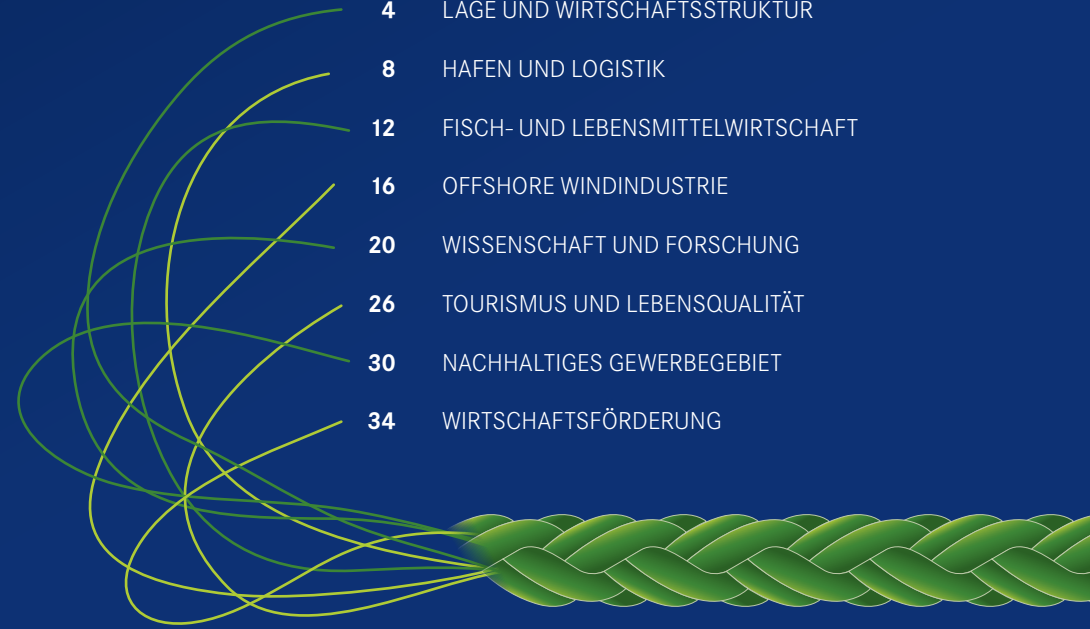 4 LAGE UND WIRTSCHAFTSSTRUKTUR
8 HAFEN UND LOGISTIK
12 FISCH- UND LEBENSMITTELWIRTSCHAFT
16 OFFSHORE WINDINDUSTRIE
20 WISSENSCHAFT UND FORSCHUNG
26 TOURISMUS UND LEBENSQUALITÄT
30 NACHHALTIGES GEWERBEGEBIET
34 WIRTSCHAFTSFÖRDERUNG